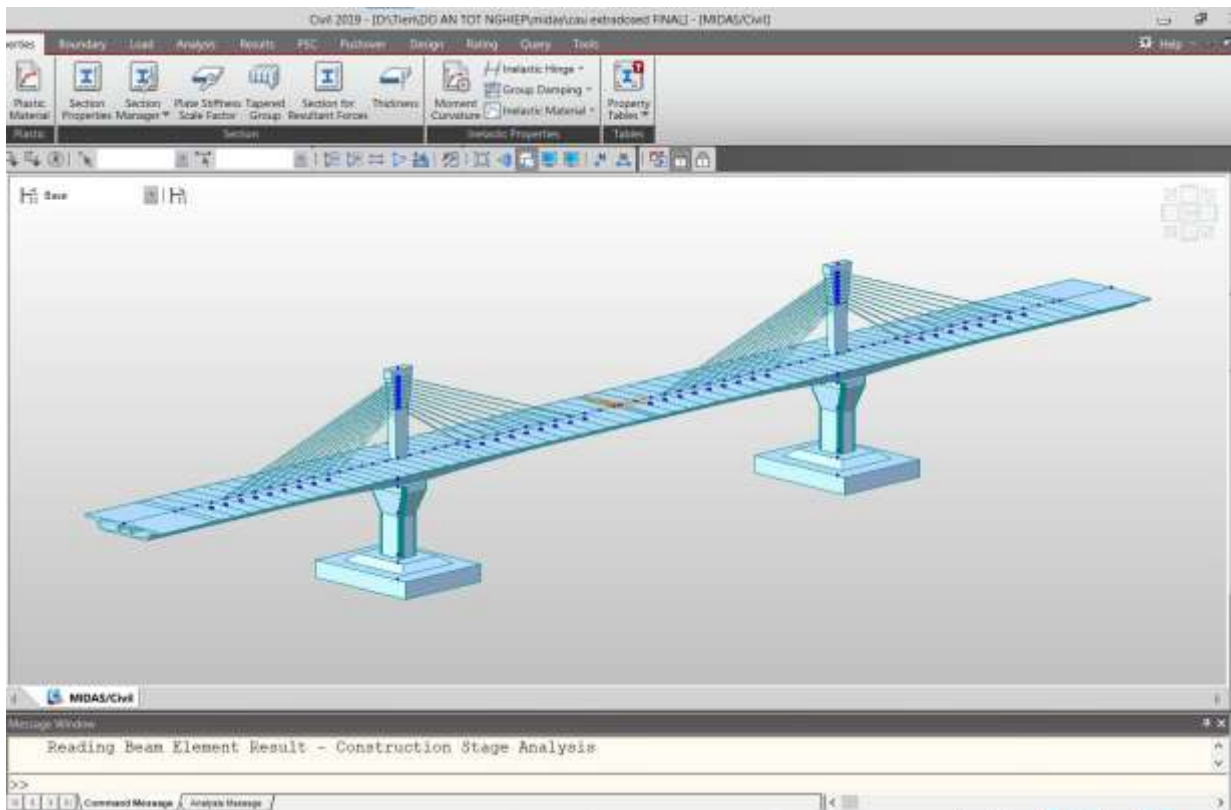 Civil 2019 - [D:\Tien\DO AN TOT NGHIEP\midas\cau extradosed FINAL] - [MIDAS/Civil]
Boundary Load Analysis Results PSC Pushover Design Rating Query Tools Help
Plastic Material
Section Properties
Section Manager
Plate Stiffness Scale Factor
Tapered Group
Section for Resultant Forces
Thickness
Moment Curvature
Inelastic Hinge
Group Damping
Inelastic Material
Property Tables
Plastic Section Inelastic Properties Tables
Base
MIDAS/Civil
Message Window
Reading Beam Element Result - Construction Stage Analysis
>>
Command Message Analysis Message